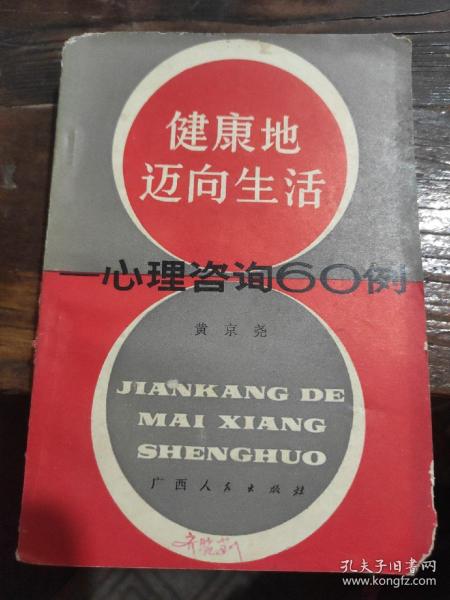 健康地
迈向生活
—心理咨询60例
黄京尧
JIANKANG DE
MAI XIANG
SHENGHUO
广西人民出版社
孔夫子旧书网
www.kongfz.com